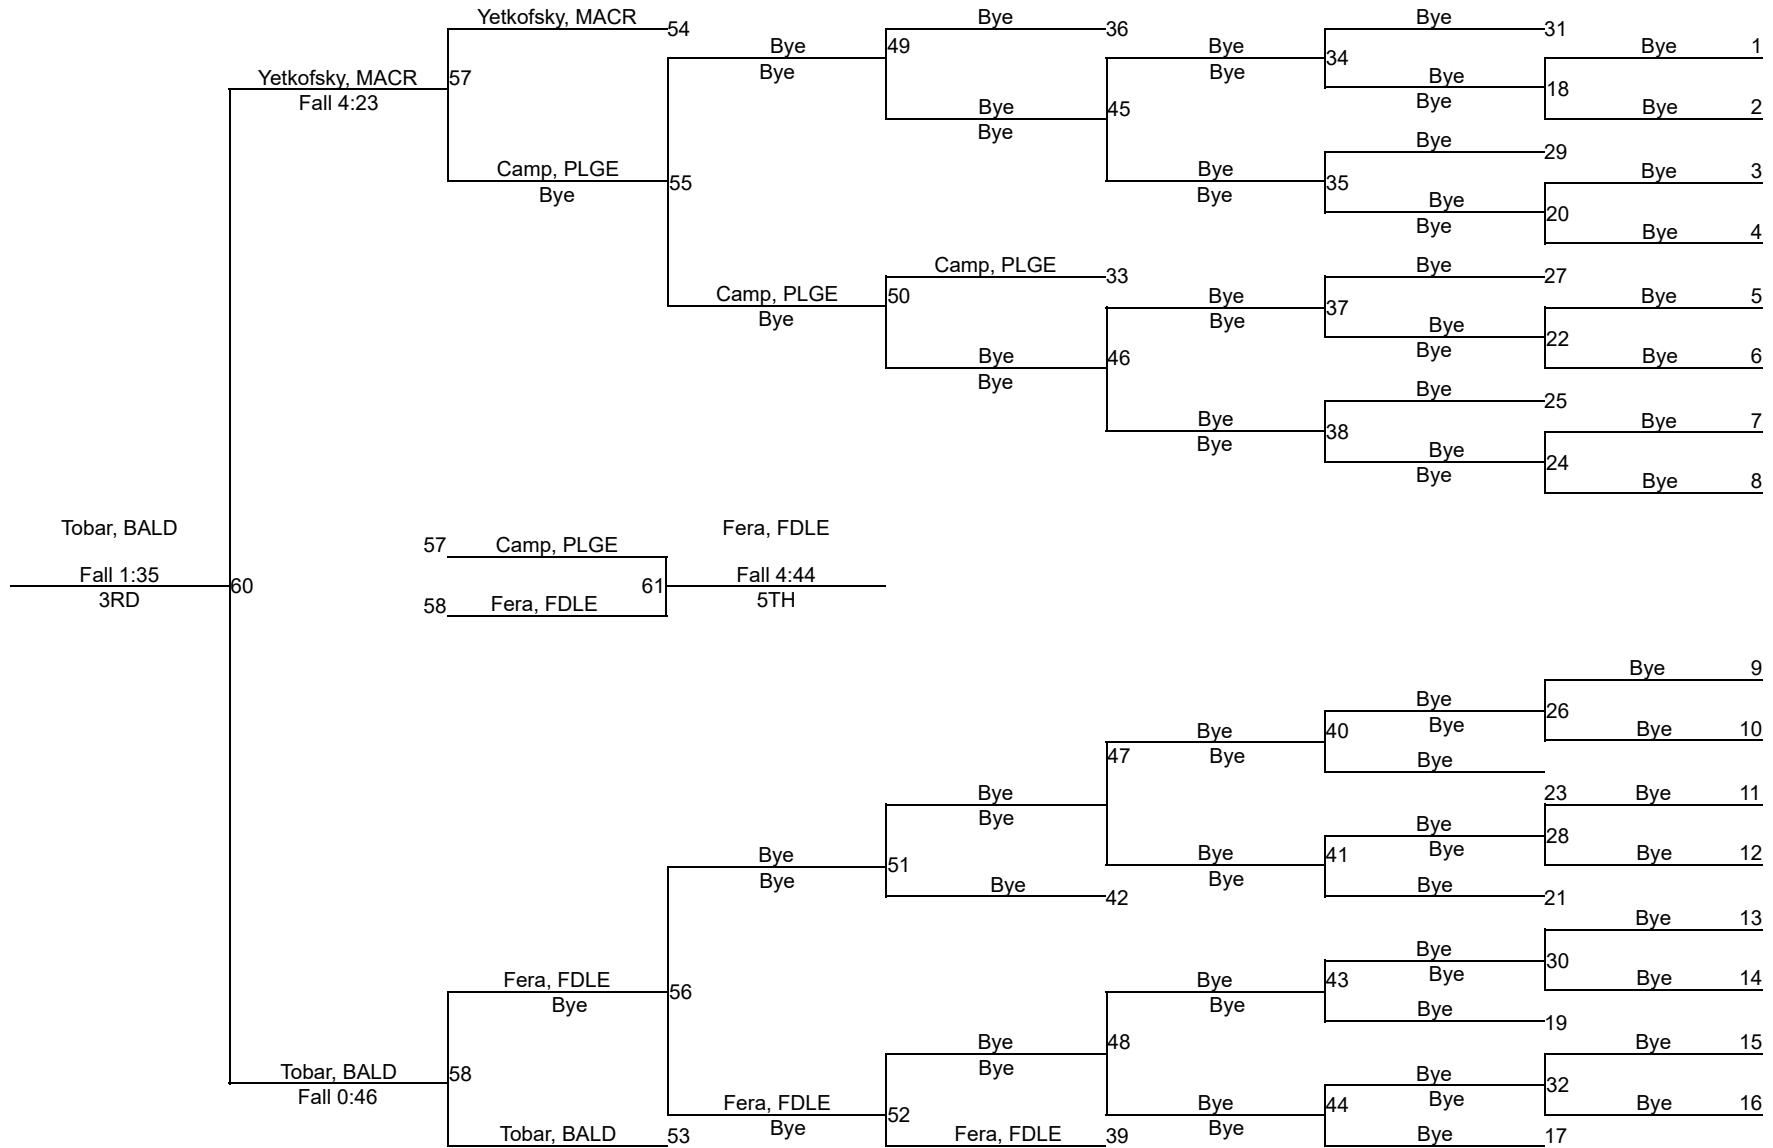 Yetkofsky, MACR 54 Bye 36 Bye 31
Bye 49 Bye 34 Bye 1
Yetkofsky, MACR 57 Bye Bye Bye 18
Fall 4:23 Bye 45 Bye Bye 2
Bye
Bye 29
Camp, PLGE 55 Bye 35 Bye 3
Bye Bye Bye 20
Bye Bye 4
Camp, PLGE 33 Bye 27
Camp, PLGE 50 Bye 37 Bye 5
Bye Bye Bye 22
Bye 46 Bye Bye 6
Bye
Bye 25
Bye 38 Bye 7
Bye Bye 24
Bye Bye 8
Tobar, BALD Fera, FDLE
57 Camp, PLGE
Fall 1:35 60 61 Fall 4:44
3RD 58 Fera, FDLE 5TH
Bye 9
Bye 26
Bye 40 Bye Bye 10
47 Bye Bye
Bye 23 Bye 11
Bye Bye 28
Bye 51 Bye 41 Bye Bye 12
Bye Bye 42 Bye Bye 21
Bye 13
Bye 30
Fera, FDLE 56 Bye 43 Bye Bye 14
Bye Bye Bye 19
Bye 48 Bye 15
Tobar, BALD 58 Bye Bye 32
Fall 0:46 Fera, FDLE 52 Bye 44 Bye Bye 16
Tobar, BALD 53 Bye Fera, FDLE 39 Bye Bye 17